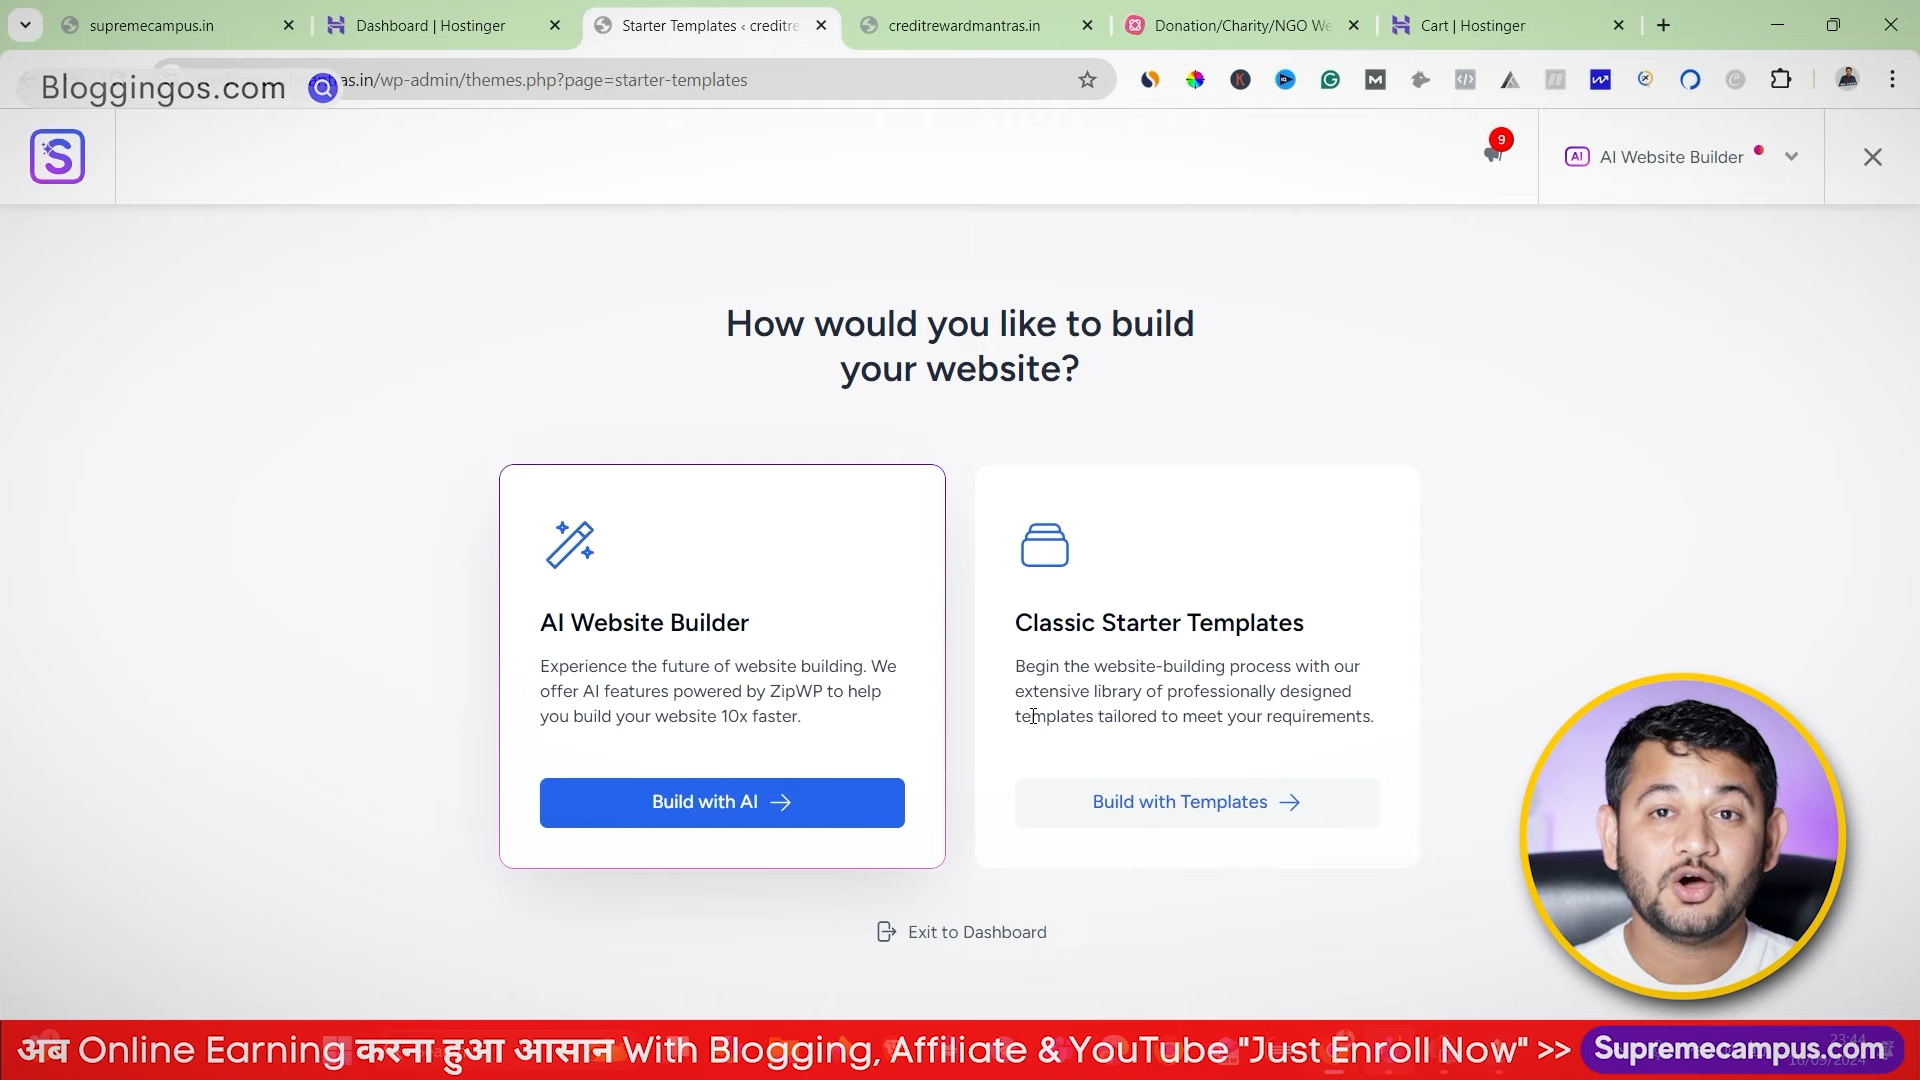 supremecampus.in
Dashboard | Hostinger
Starter Templates ‹ creditre
creditrewardmantras.in
Donation/Charity/NGO We
Cart | Hostinger
Bloggingos.com
as.in/wp-admin/themes.php?page=starter-templates
9
AI AI Website Builder
How would you like to build
your website?
AI Website Builder
Experience the future of website building. We
offer AI features powered by ZipWP to help
you build your website 10x faster.
Build with AI
Classic Starter Templates
Begin the website-building process with our
extensive library of professionally designed
templates tailored to meet your requirements.
Build with Templates
Exit to Dashboard
अब Online Earning करना हुआ आसान With Blogging, Affiliate & YouTube "Just Enroll Now" >> Supremecampus.com